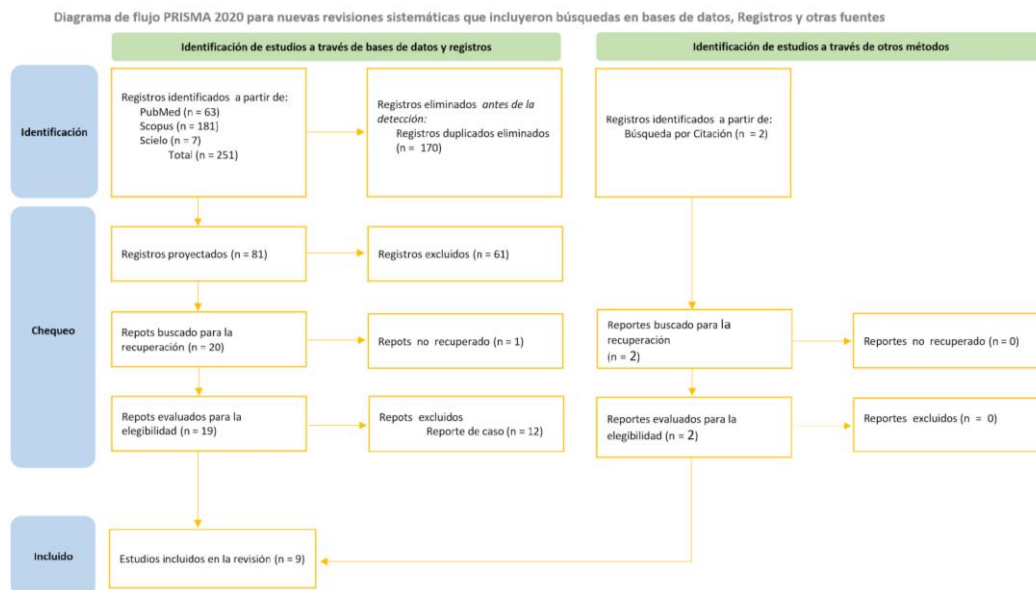 Diagrama de flujo PRISMA 2020 para nuevas revisiones sistemáticas que incluyeron búsquedas en bases de datos, Registros y otras fuentes
Identificación de estudios a través de bases de datos y registros
Identificación de estudios a través de otros métodos
Identificación
Registros identificados a partir de:
PubMed (n = 63)
Scopus (n = 181)
Scielo (n = 7)
Total (n = 251)
Registros eliminados antes de la
detección:
Registros duplicados eliminados
(n = 170)
Registros identificados a partir de:
Búsqueda por Citación (n = 2)
Chequeo
Registros proyectados (n = 81)
Registros excluidos (n = 61)
Repots buscado para la
recuperación (n = 20)
Repots no recuperado (n = 1)
Reportes buscado para la
recuperación
(n = 2)
Reportes no recuperado (n = 0)
Repots evaluados para la
elegibilidad (n = 19)
Repots excluidos
Reporte de caso (n = 12)
Reportes evaluados para la
elegibilidad (n = 2)
Reportes excluidos (n = 0)
Incluido
Estudios incluidos en la revisión (n = 9)